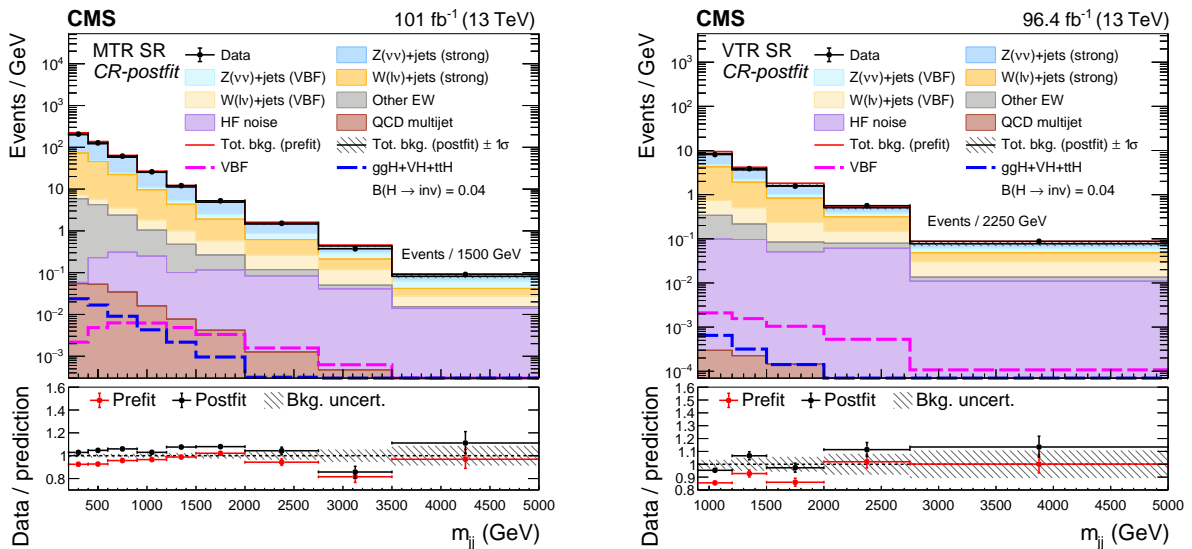 CMS 101 fb⁻¹ (13 TeV)
MTR SR
CR-postfit
Data
Z(νν)+jets (strong)
Z(νν)+jets (VBF)
W(lν)+jets (strong)
W(lν)+jets (VBF)
Other EW
HF noise
QCD multijet
Tot. bkg. (prefit)
Tot. bkg. (postfit) ± 1σ
VBF
ggH+VH+ttH
B(H → inv) = 0.04
Events / 1500 GeV
Events / GeV
10⁴
10³
10²
10
1
10⁻¹
10⁻²
10⁻³
Prefit Postfit Bkg. uncert.
Data / prediction
1.6
1.4
1.2
1.0
0.8
500 1000 1500 2000 2500 3000 3500 4000 4500 5000
m_jj (GeV)
CMS 96.4 fb⁻¹ (13 TeV)
VTR SR
CR-postfit
Data
Z(νν)+jets (strong)
Z(νν)+jets (VBF)
W(lν)+jets (strong)
W(lν)+jets (VBF)
Other EW
HF noise
QCD multijet
Tot. bkg. (prefit)
Tot. bkg. (postfit) ± 1σ
VBF
ggH+VH+ttH
B(H → inv) = 0.04
Events / 2250 GeV
Events / GeV
10⁴
10³
10²
10
1
10⁻¹
10⁻²
10⁻³
10⁻⁴
Prefit Postfit Bkg. uncert.
Data / prediction
1.6
1.5
1.4
1.3
1.2
1.1
1
0.9
0.8
1000 1500 2000 2500 3000 3500 4000 4500 5000
m_jj (GeV)